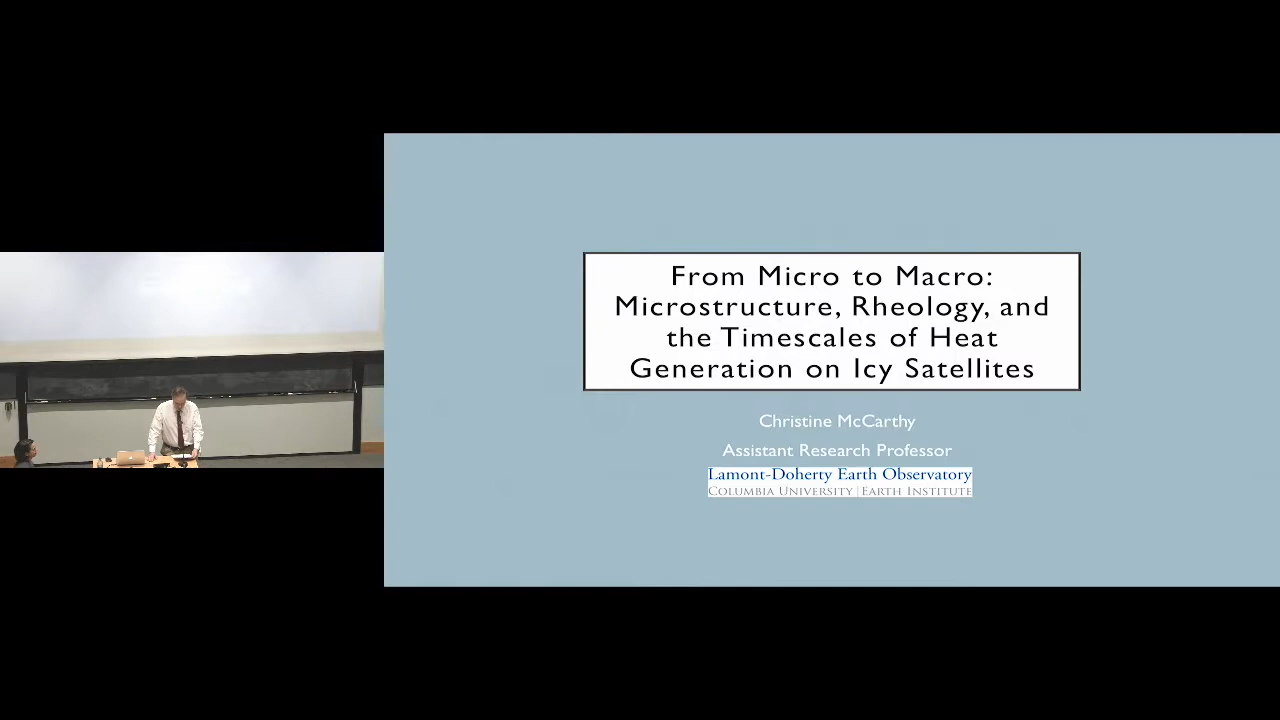 From Micro to Macro:
Microstructure, Rheology, and
the Timescales of Heat
Generation on Icy Satellites
Christine McCarthy
Assistant Research Professor
Lamont-Doherty Earth Observatory
COLUMBIA UNIVERSITY | EARTH INSTITUTE